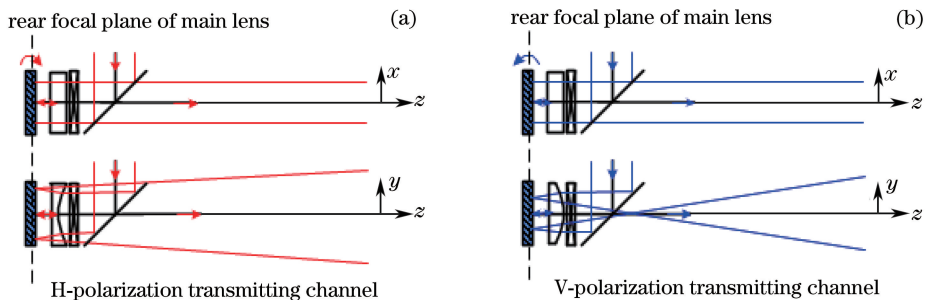 rear focal plane of main lens
(a)
x
z
y
z
H-polarization transmitting channel
rear focal plane of main lens
(b)
x
z
y
z
V-polarization transmitting channel